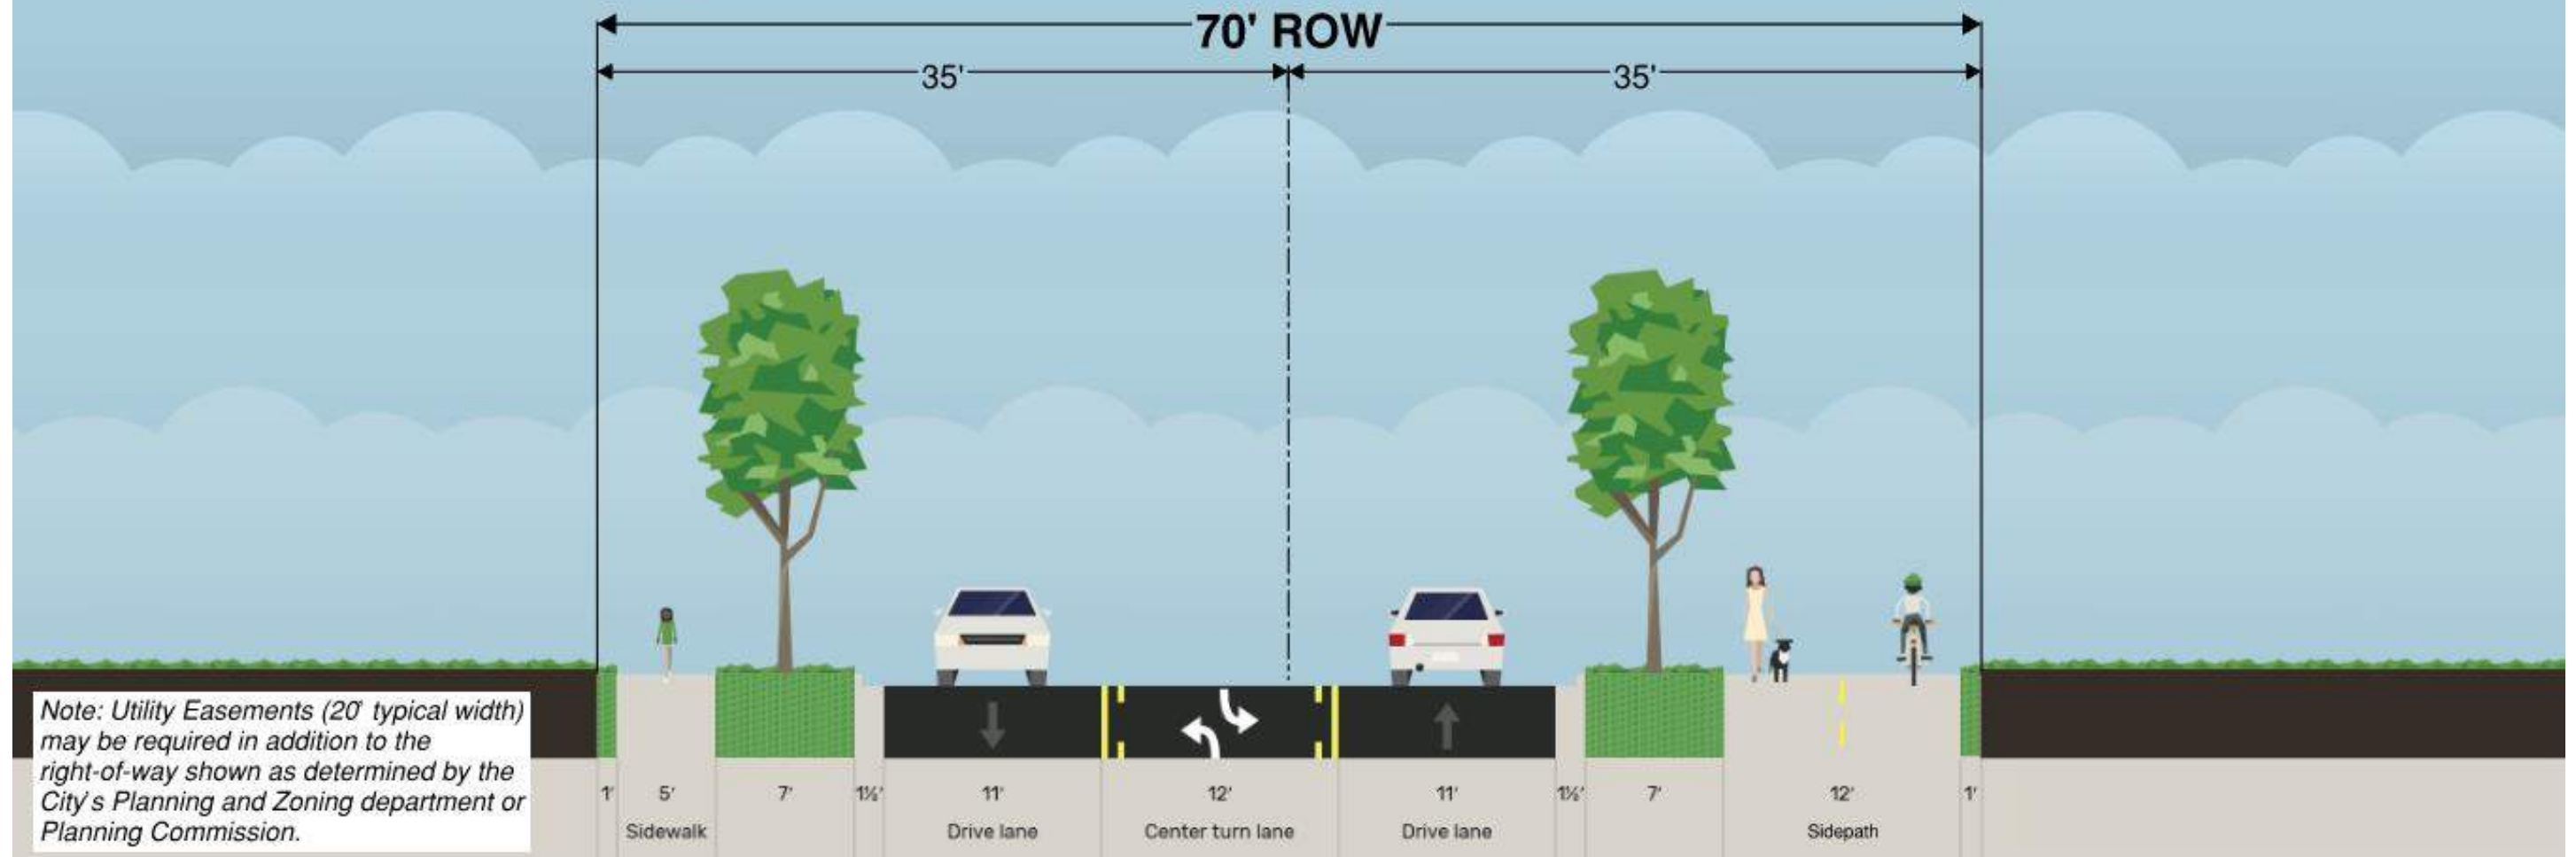 70' ROW
35' 35'
Note: Utility Easements (20' typical width)
may be required in addition to the
right-of-way shown as determined by the
City's Planning and Zoning department or
Planning Commission.
1' 5' 7' 1½' 11' 12' 11' 1½' 7' 12' 1'
Sidewalk Drive lane Center turn lane Drive lane Sidepath